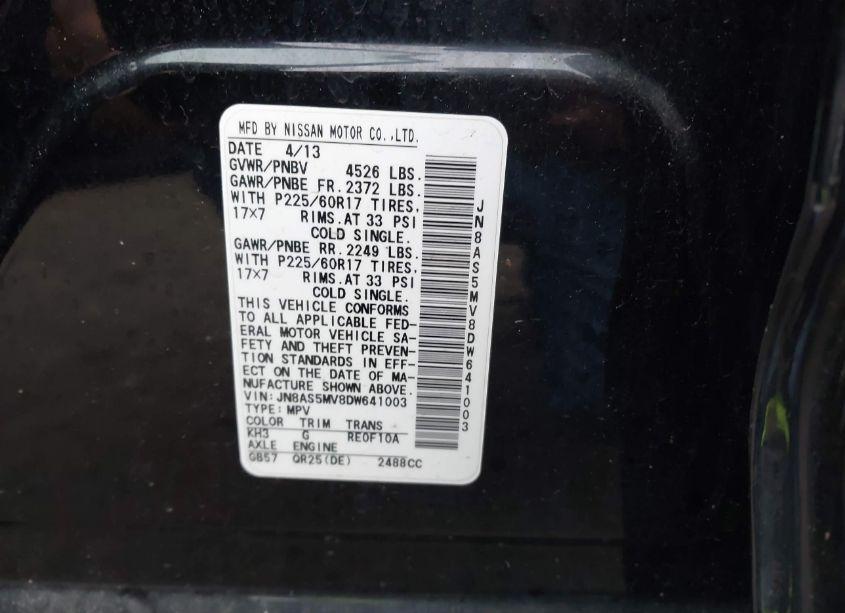 MFD BY NISSAN MOTOR CO.,LTD.
DATE 4/13
GVWR/PNBV 4526 LBS.
GAWR/PNBE FR. 2372 LBS.
WITH P225/60R17 TIRES,
17×7 RIMS.AT 33 PSI
COLD SINGLE.
GAWR/PNBE RR. 2249 LBS.
WITH P225/60R17 TIRES,
17×7 RIMS.AT 33 PSI
COLD SINGLE.
THIS VEHICLE CONFORMS
TO ALL APPLICABLE FED-
ERAL MOTOR VEHICLE SA-
FETY AND THEFT PREVEN-
TION STANDARDS IN EFF-
ECT ON THE DATE OF MA-
NUFACTURE SHOWN ABOVE.
VIN:JN8AS5MV8DW641003
TYPE:MPV
COLOR TRIM TRANS
KH3 G RE0F10A
AXLE ENGINE
GB57 QR25(DE) 2488CC
JN8AS5MV8DW641003